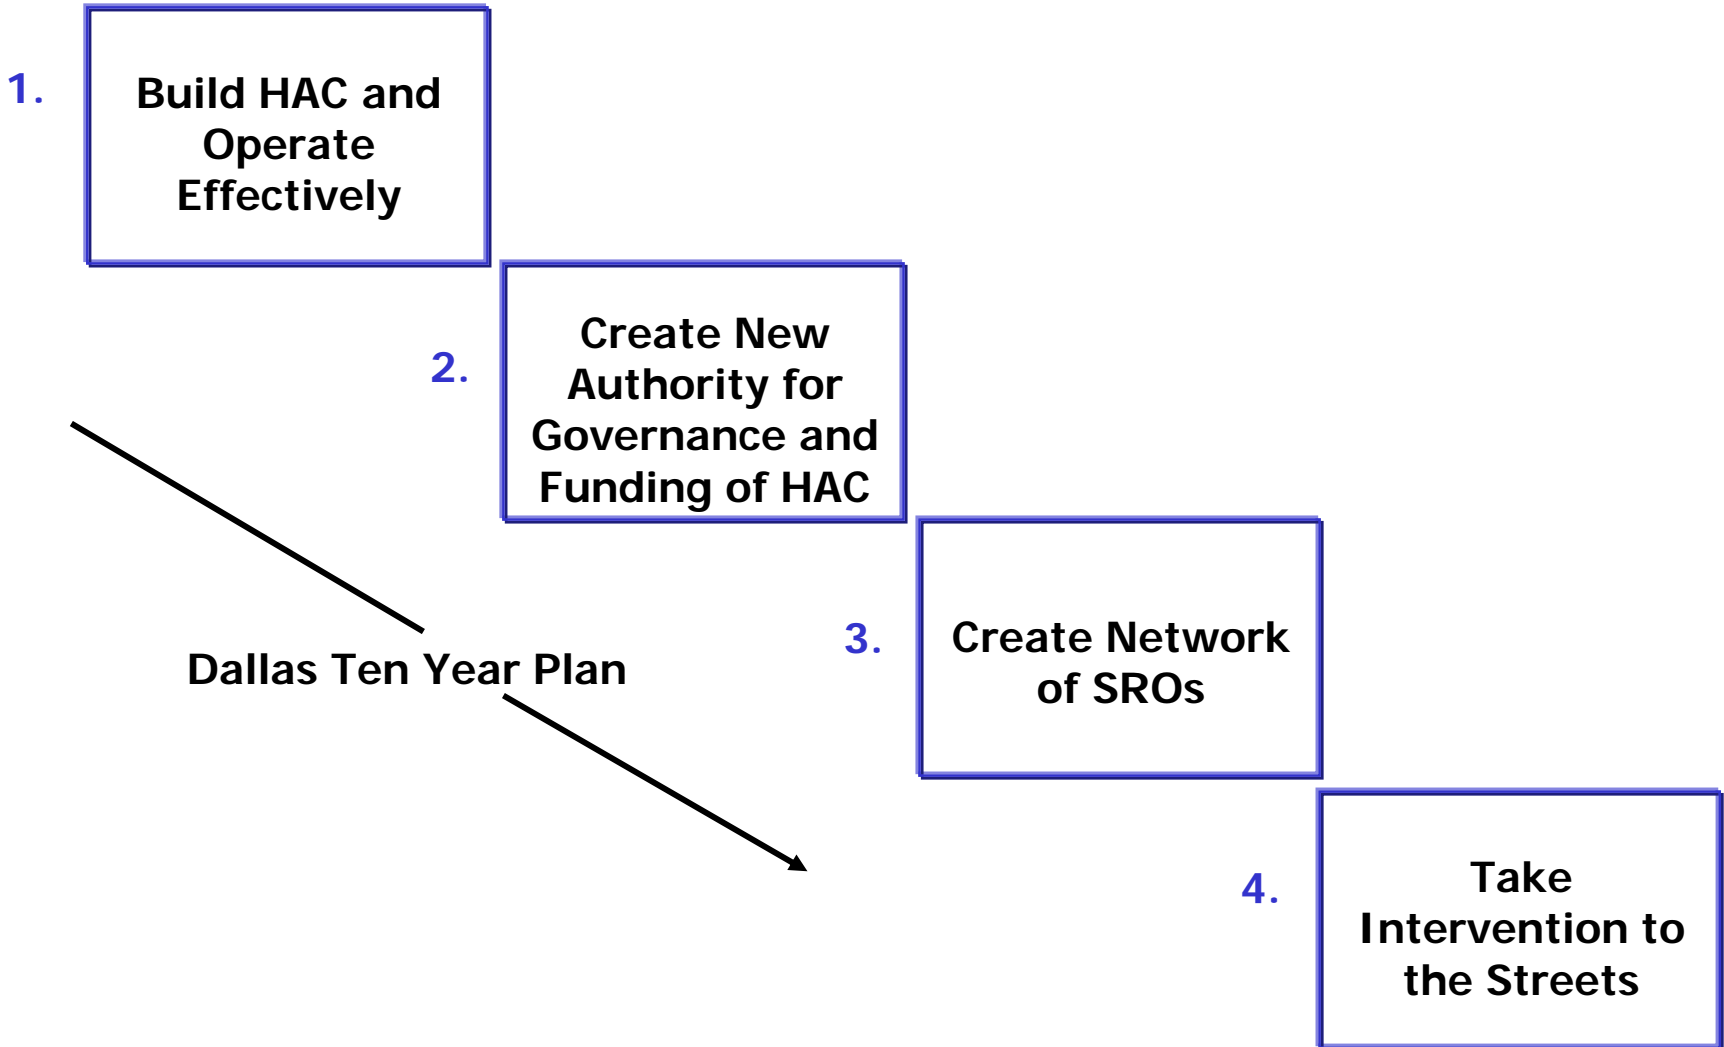 1.
Build HAC and
Operate
Effectively
2.
Create New
Authority for
Governance and
Funding of HAC
Dallas Ten Year Plan
3.
Create Network
of SROs
4.
Take
Intervention to
the Streets